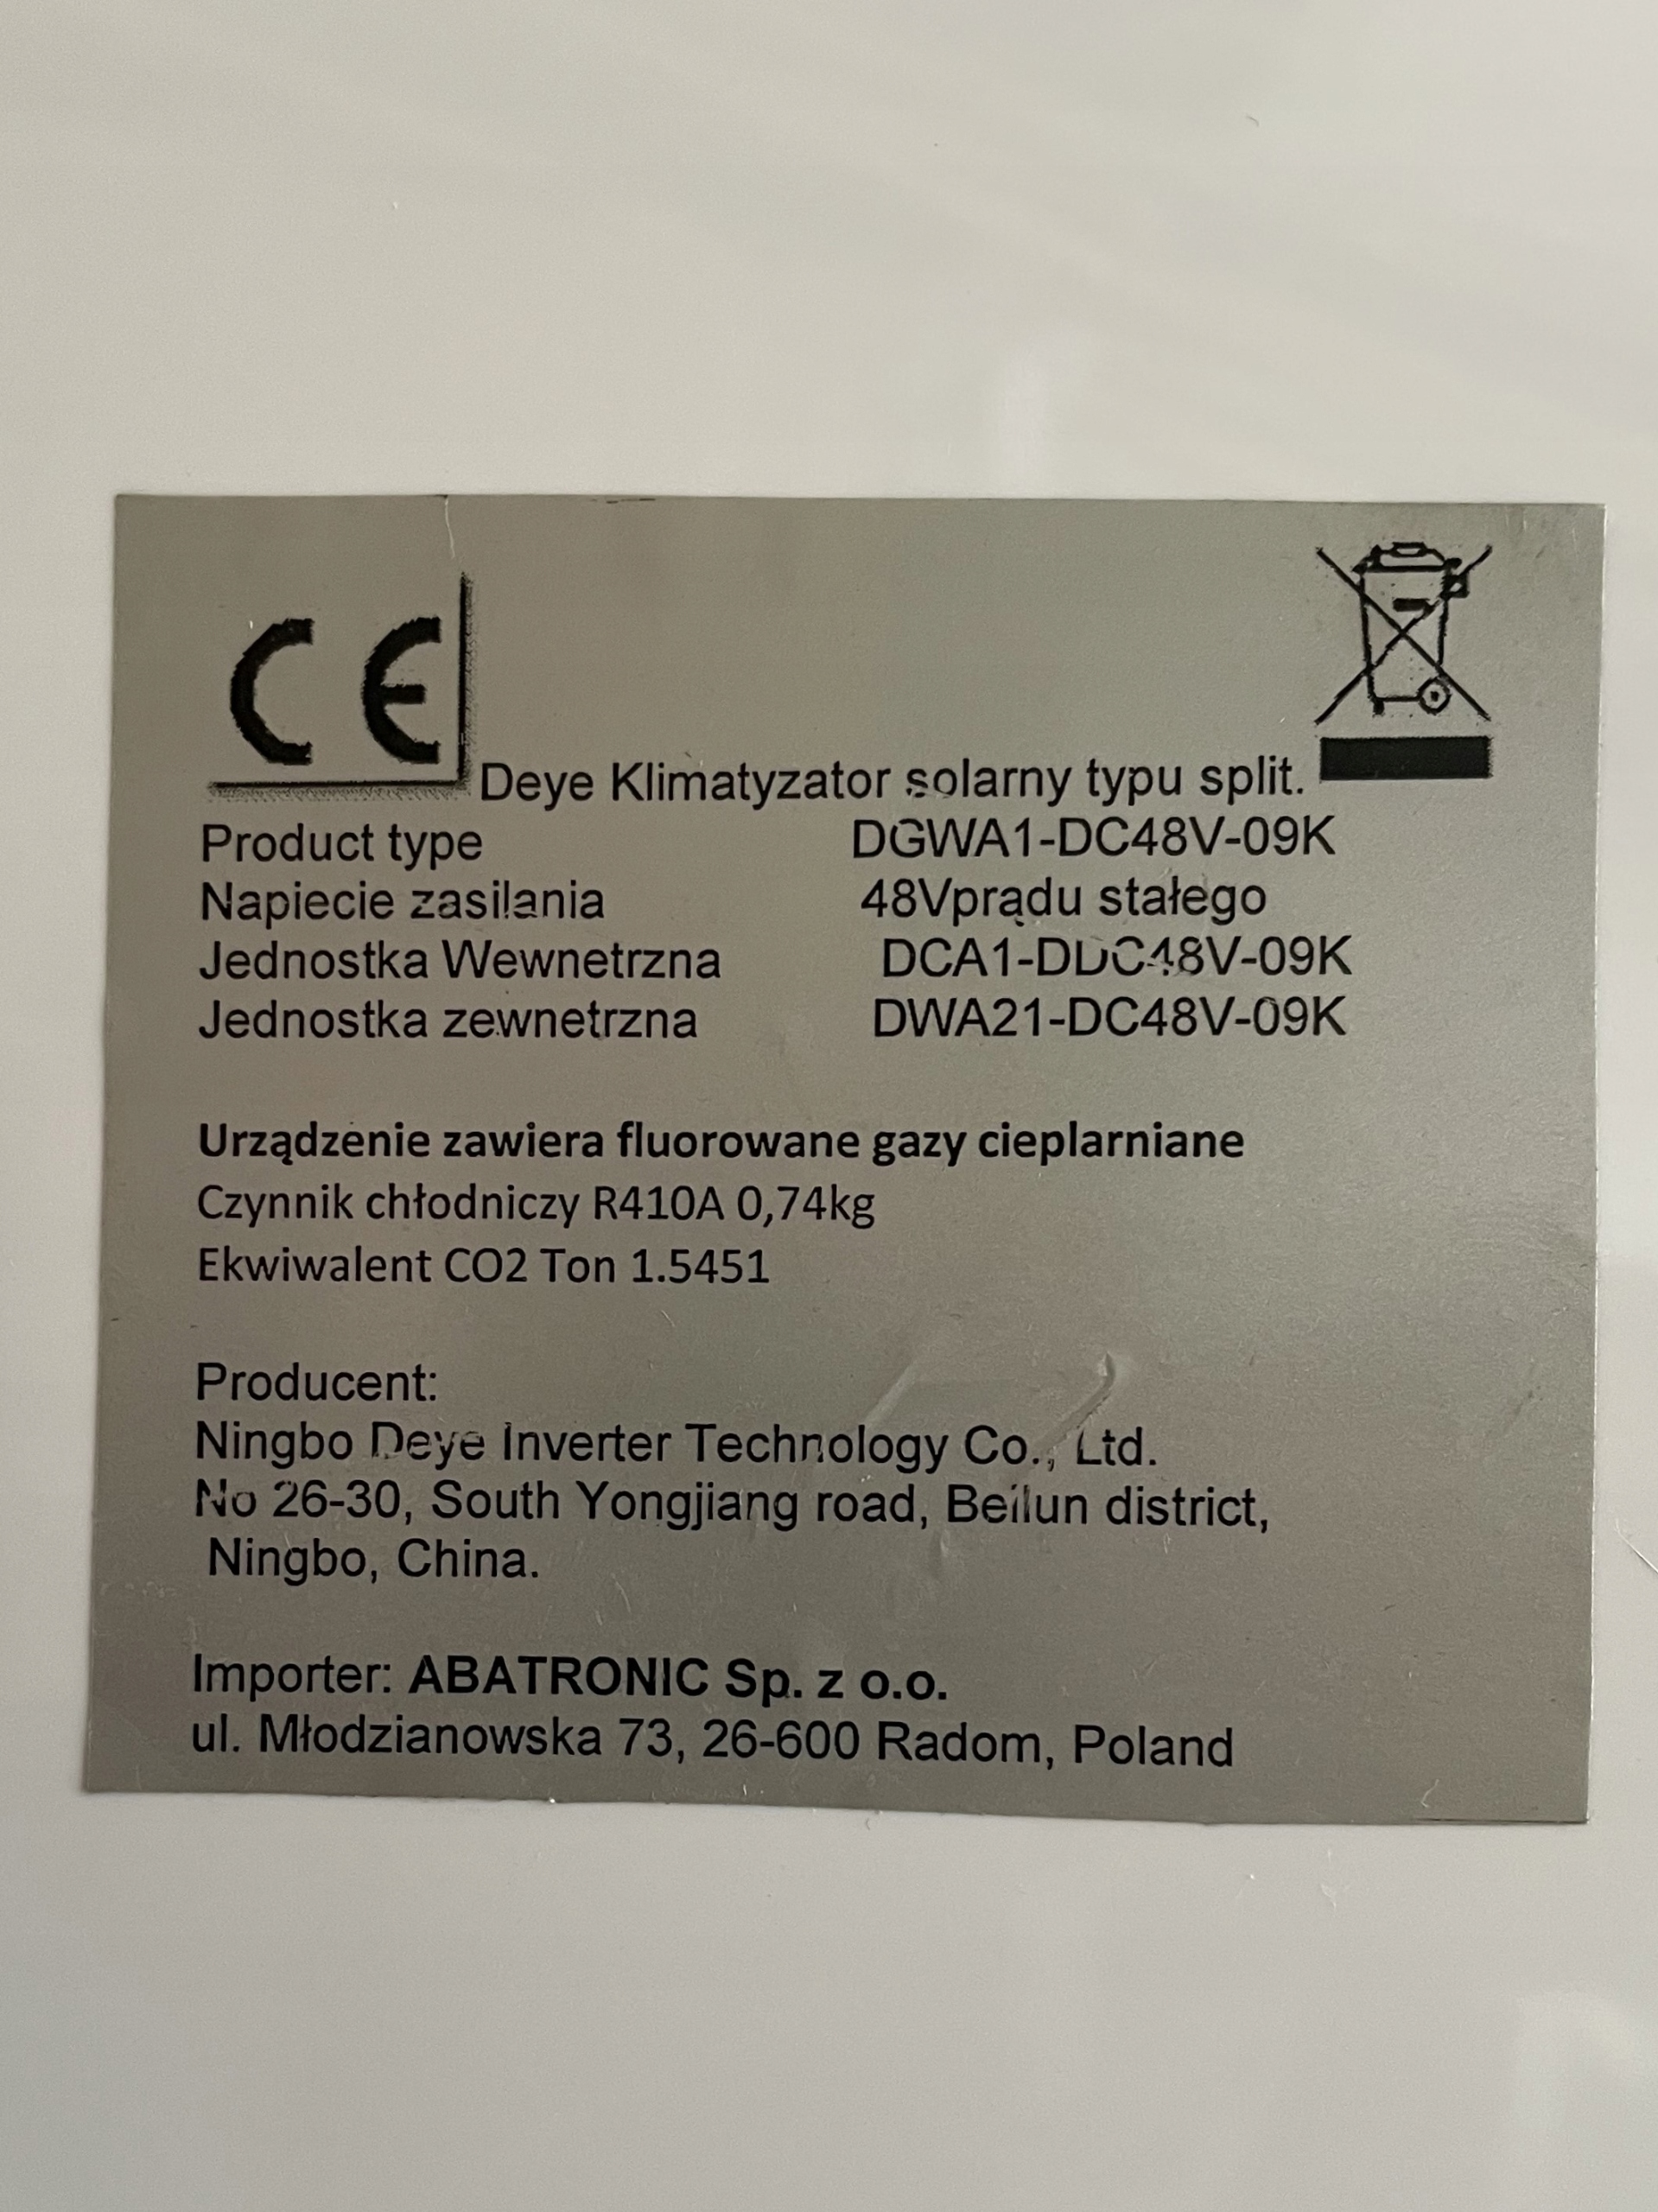 CE
Deye Klimatyzator solarny typu split.
Product type DGWA1-DC48V-09K
Napiecie zasilania 48Vprądu stałego
Jednostka Wewnetrzna DCA1-DDC48V-09K
Jednostka zewnetrzna DWA21-DC48V-09K
Urządzenie zawiera fluorowane gazy cieplarniane
Czynnik chłodniczy R410A 0,74kg
Ekwiwalent CO2 Ton 1.5451
Producent:
Ningbo Deye Inverter Technology Co., Ltd.
No 26-30, South Yongjiang road, Beilun district,
Ningbo, China.
Importer: ABATRONIC Sp. z o.o.
ul. Młodzianowska 73, 26-600 Radom, Poland